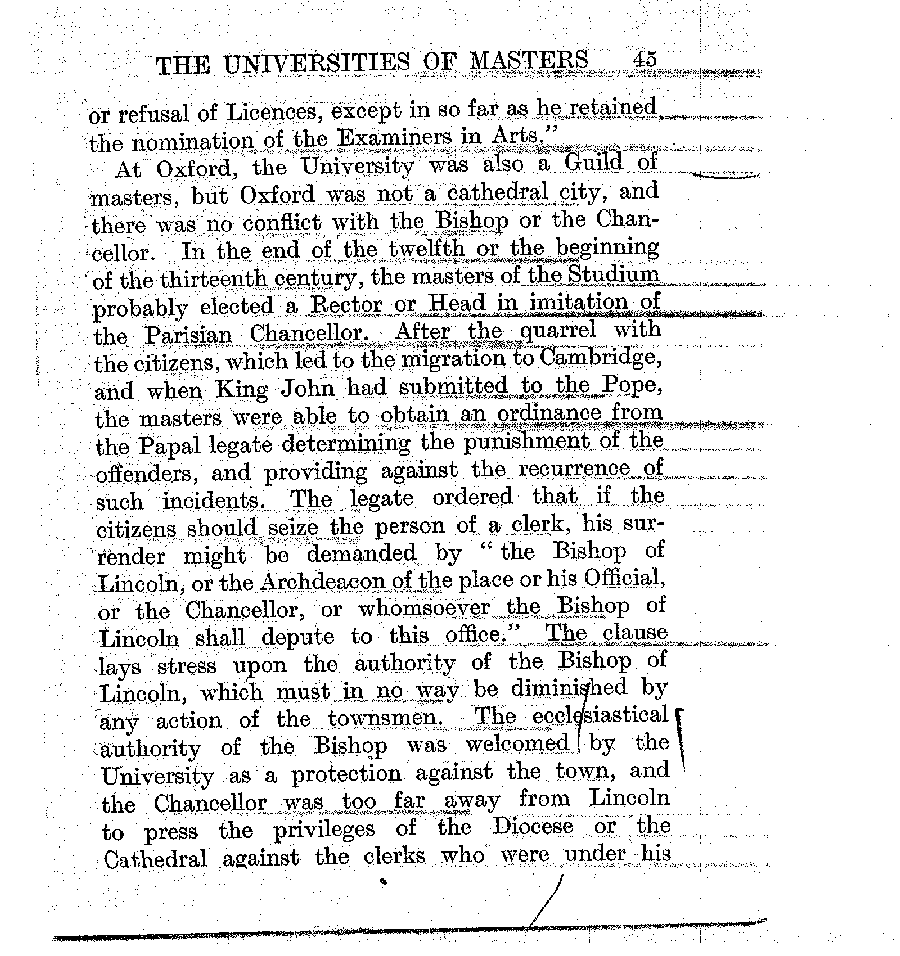 THE UNIVERSITIES OF MASTERS 45
or refusal of Licences, except in so far as he retained
the nomination of the Examiners in Arts.”
At Oxford, the University was also a Guild of
masters, but Oxford was not a cathedral city, and
there was no conflict with the Bishop or the Chan-
cellor. In the end of the twelfth or the beginning
of the thirteenth century, the masters of the Studium
probably elected a Rector or Head in imitation of
the Parisian Chancellor. After the quarrel with
the citizens, which led to the migration to Cambridge,
and when King John had submitted to the Pope,
the masters were able to obtain an ordinance from
the Papal legate determining the punishment of the
offenders, and providing against the recurrence of
such incidents. The legate ordered that if the
citizens should seize the person of a clerk, his sur-
render might be demanded by “ the Bishop of
Lincoln, or the Archdeacon of the place or his Official,
or the Chancellor, or whomsoever the Bishop of
Lincoln shall depute to this office.” The clause
lays stress upon the authority of the Bishop of
Lincoln, which must in no way be diminished by
any action of the townsmen. The ecclesiastical
authority of the Bishop was welcomed by the
University as a protection against the town, and
the Chancellor was too far away from Lincoln
to press the privileges of the Diocese or the
Cathedral against the clerks who were under his